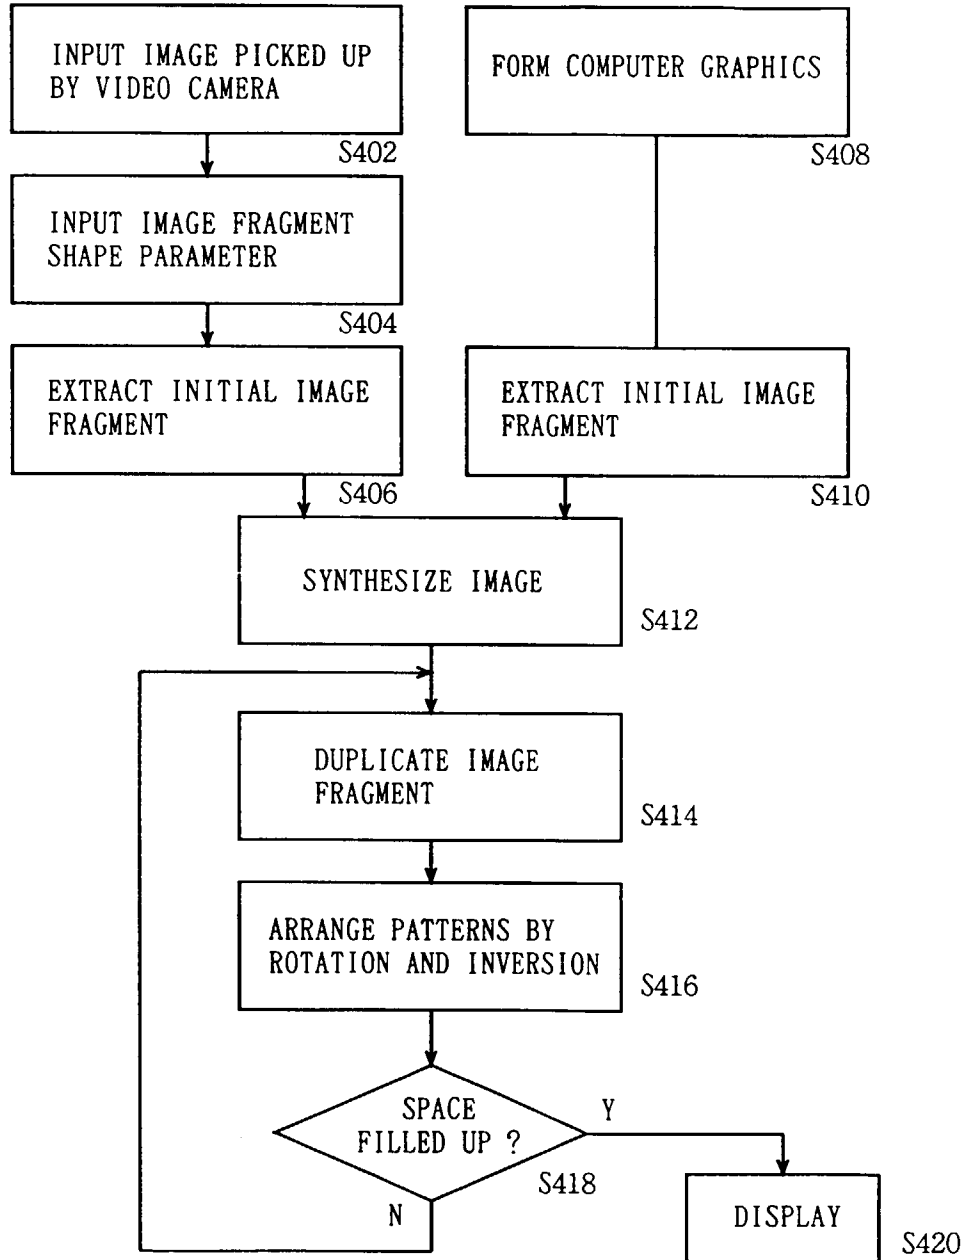 INPUT IMAGE PICKED UP
BY VIDEO CAMERA
S402
FORM COMPUTER GRAPHICS
S408
INPUT IMAGE FRAGMENT
SHAPE PARAMETER
S404
EXTRACT INITIAL IMAGE
FRAGMENT
S406
EXTRACT INITIAL IMAGE
FRAGMENT
S410
SYNTHESIZE IMAGE
S412
DUPLICATE IMAGE
FRAGMENT
S414
ARRANGE PATTERNS BY
ROTATION AND INVERSION
S416
SPACE
FILLED UP ?
S418
Y
N
DISPLAY
S420